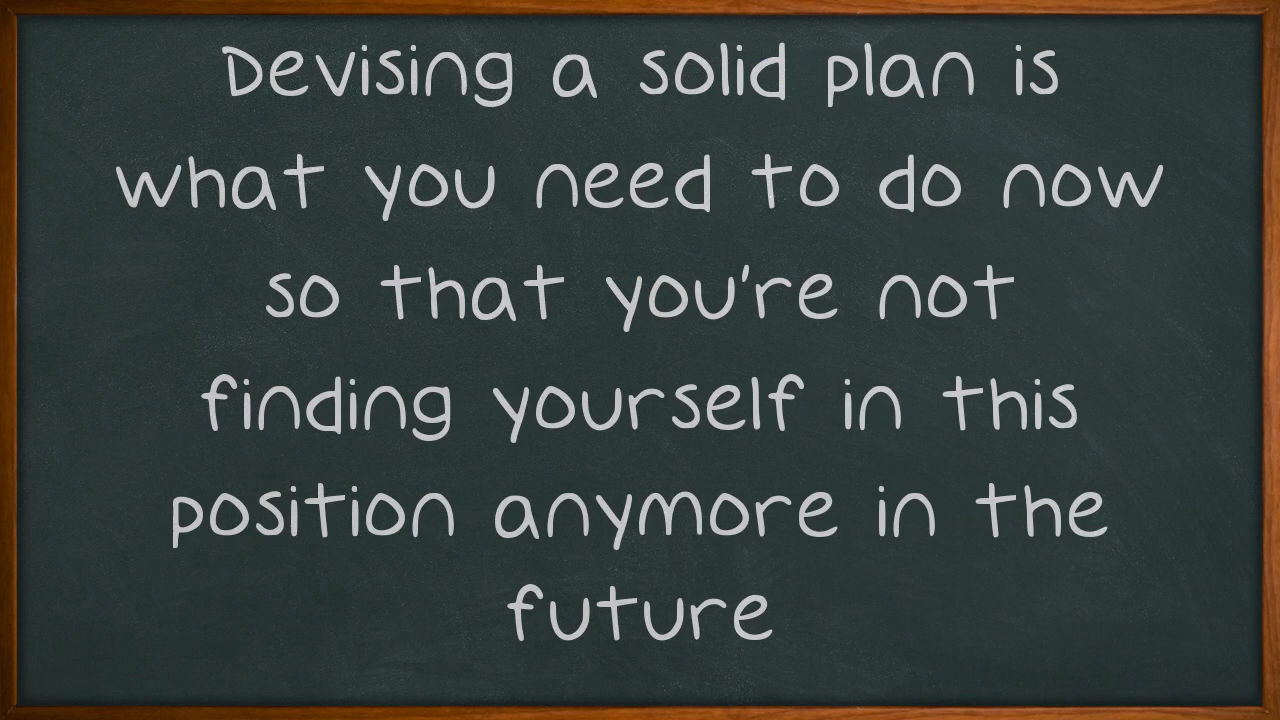 Devising a solid plan is
what you need to do now
so that you're not
finding yourself in this
position anymore in the
future